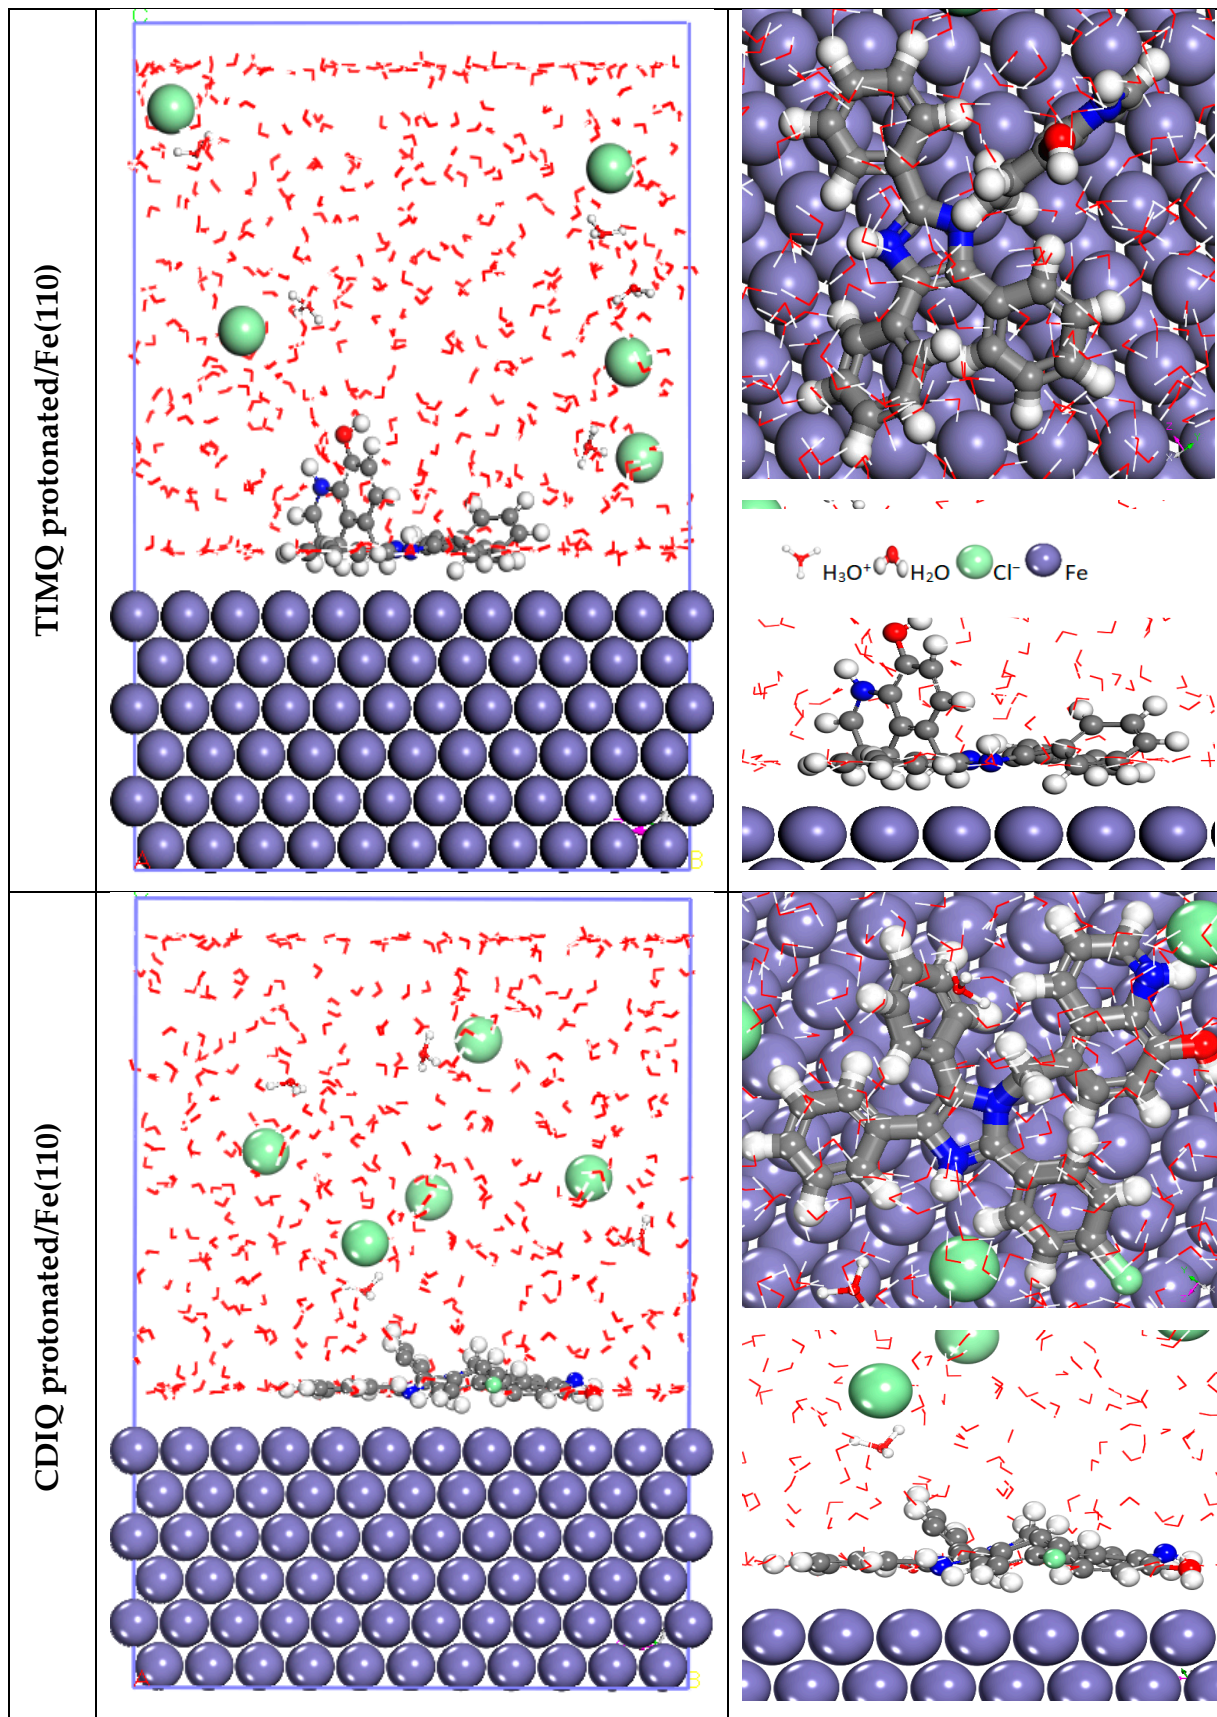 C
TIMQ protonated/Fe(110)
H₃O⁺ H₂O Cl⁻ Fe
A B
CDIQ protonated/Fe(110)
A B